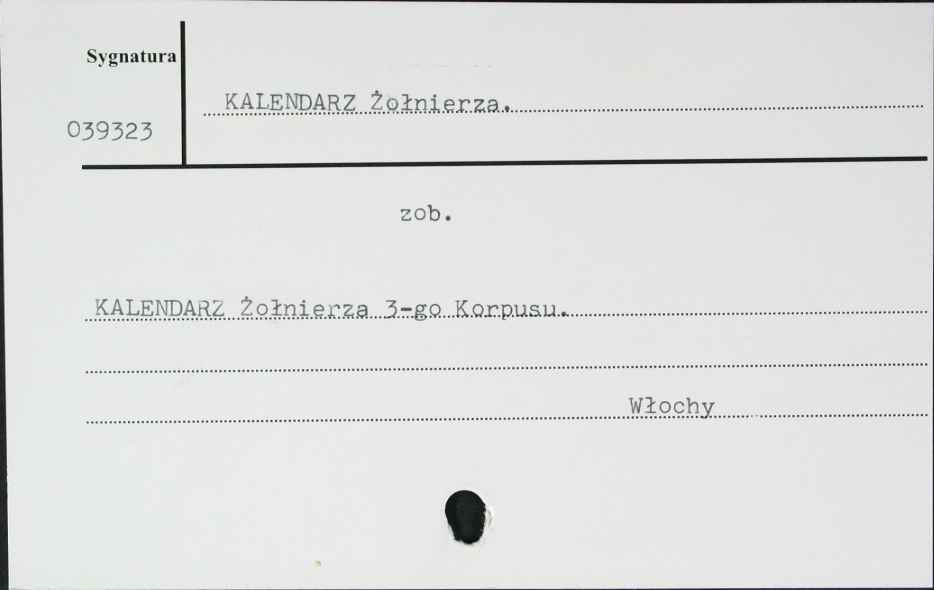 Sygnatura
KALENDARZ Żołnierza.
039323
zob.
KALENDARZ Żołnierza 3-go Korpusu.
Włochy